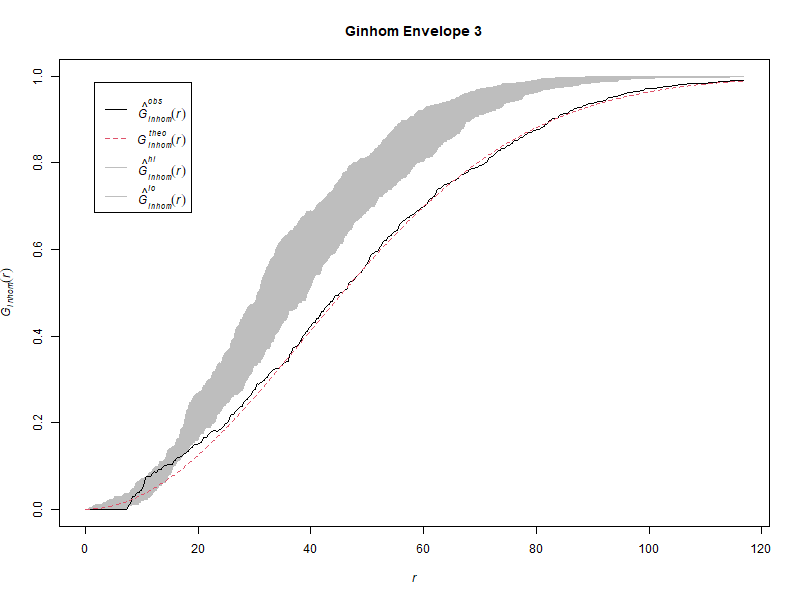 Ginhom Envelope 3
Ĝ^obs_inhom(r)
G^theo_inhom(r)
Ĝ^hi_inhom(r)
Ĝ^lo_inhom(r)
G_inhom(r)
1.0
0.8
0.6
0.4
0.2
0.0
0 20 40 60 80 100 120
r